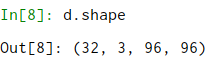 In[8]: d.shape
Out[8]: (32, 3, 96, 96)